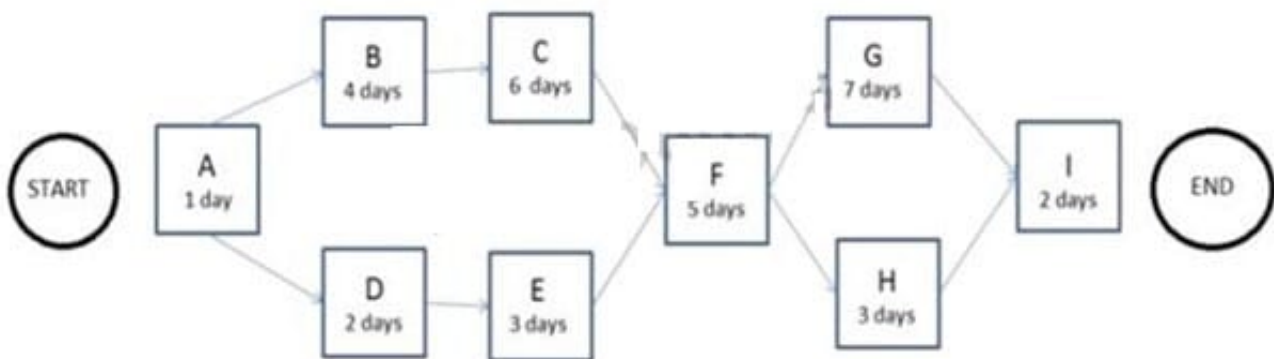 START
A
1 day
B
4 days
C
6 days
D
2 days
E
3 days
F
5 days
G
7 days
H
3 days
I
2 days
END